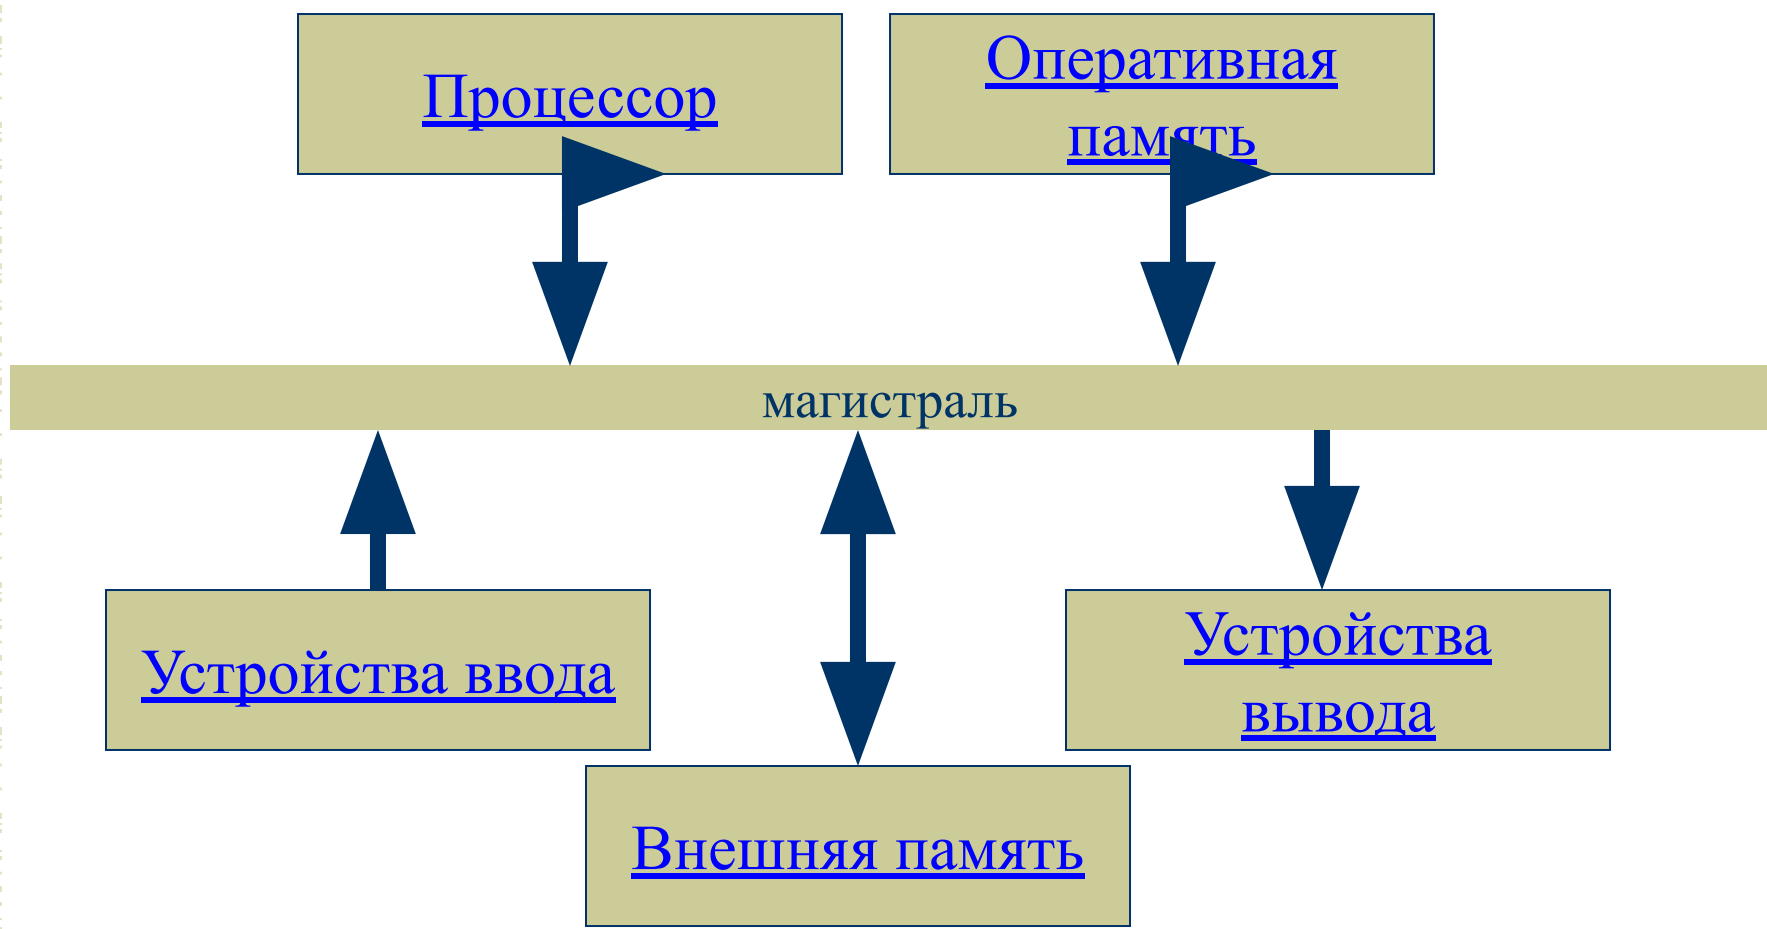 Процессор
Оперативная
память
магистраль
Устройства ввода
Устройства
вывода
Внешняя память